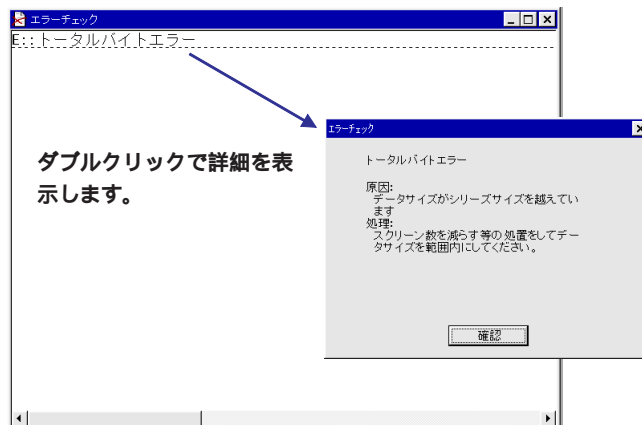 エラーチェック
E::トータルバイトエラー
ダブルクリックで詳細を表
示します。
エラーチェック
トータルバイトエラー
原因:
データサイズがシリーズサイズを越えてい
ます
処理:
スクリーン数を減らす等の処置をしてデー
タサイズを範囲内にしてください。
確認